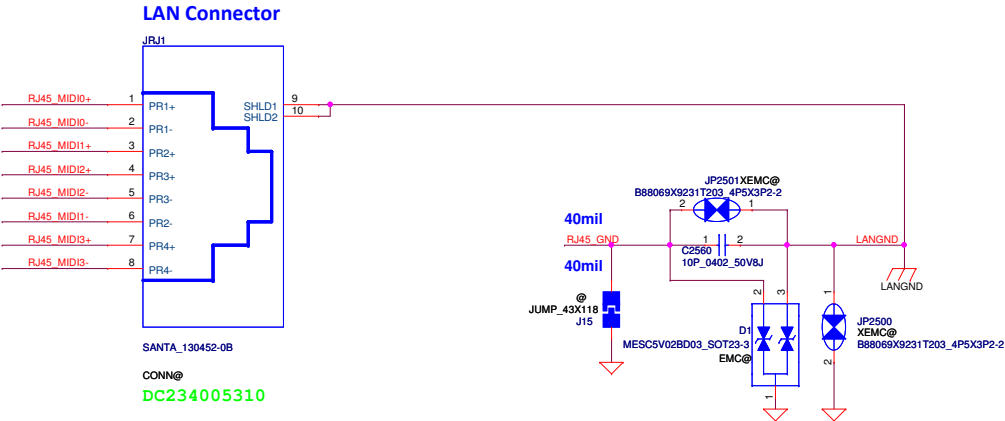 LAN Connector
JRJ1
RJ45_MIDI0+ 1 PR1+ SHLD1 9
SHLD2 10
RJ45_MIDI0- 2 PR1-
RJ45_MIDI1+ 3 PR2+
RJ45_MIDI2+ 4 PR3+
RJ45_MIDI2- 5 PR3-
RJ45_MIDI1- 6 PR2-
RJ45_MIDI3+ 7 PR4+
RJ45_MIDI3- 8 PR4-
SANTA_130452-0B
CONN@
DC234005310
JP2501XEMC@
B88069X9231T203_4P5X3P2-2
2 1
40mil
RJ45_GND 1 2 LANGND
C2560
10P_0402_50V8J
40mil
LANGND
@
JUMP_43X118
J15
2 3
D1
MESC5V02BD03_SOT23-3
EMC@
1
1
JP2500
XEMC@
B88069X9231T203_4P5X3P2-2
2